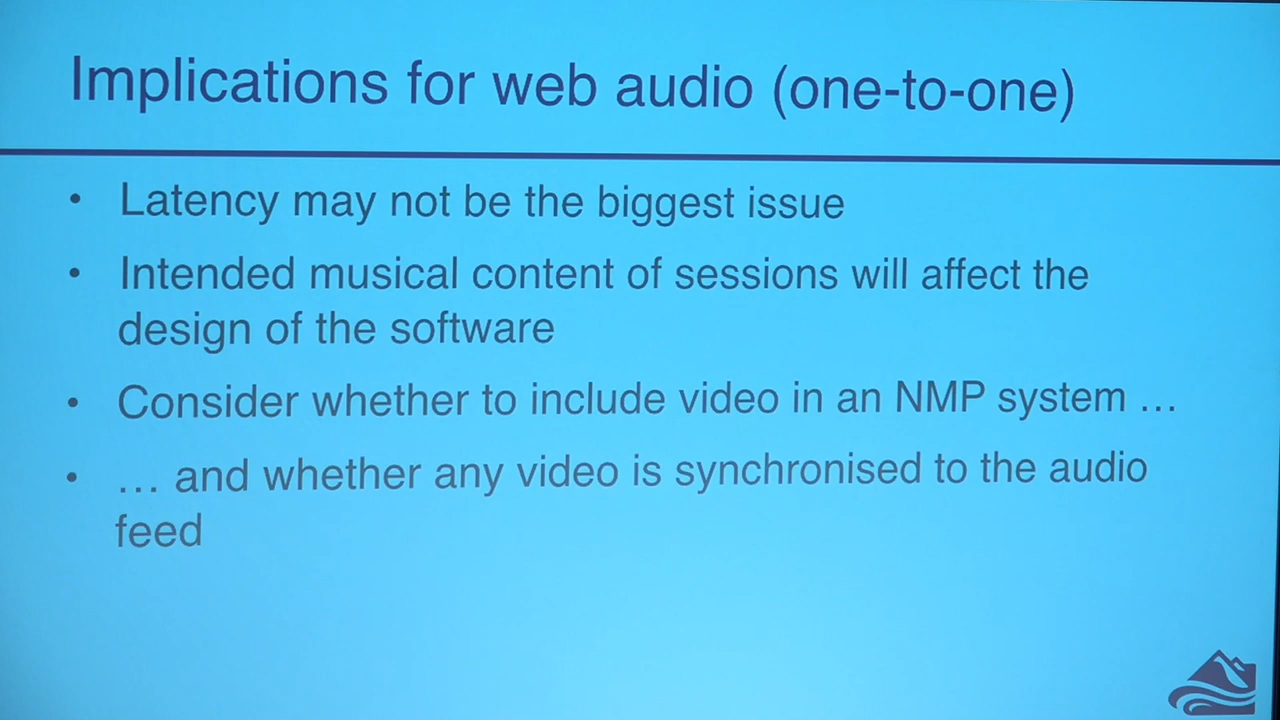 Implications for web audio (one-to-one)
• Latency may not be the biggest issue
• Intended musical content of sessions will affect the
design of the software
• Consider whether to include video in an NMP system …
• … and whether any video is synchronised to the audio
feed